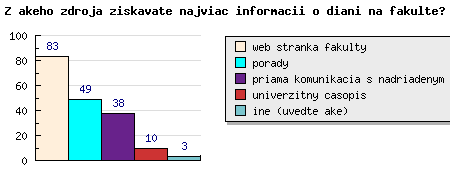 Z akeho zdroja ziskavate najviac informacii o diani na fakulte?
100
80
60
40
20
0
83
49
38
10
3
web stranka fakulty
porady
priama komunikacia s nadriadenym
univerzitny casopis
ine (uvedte ake)